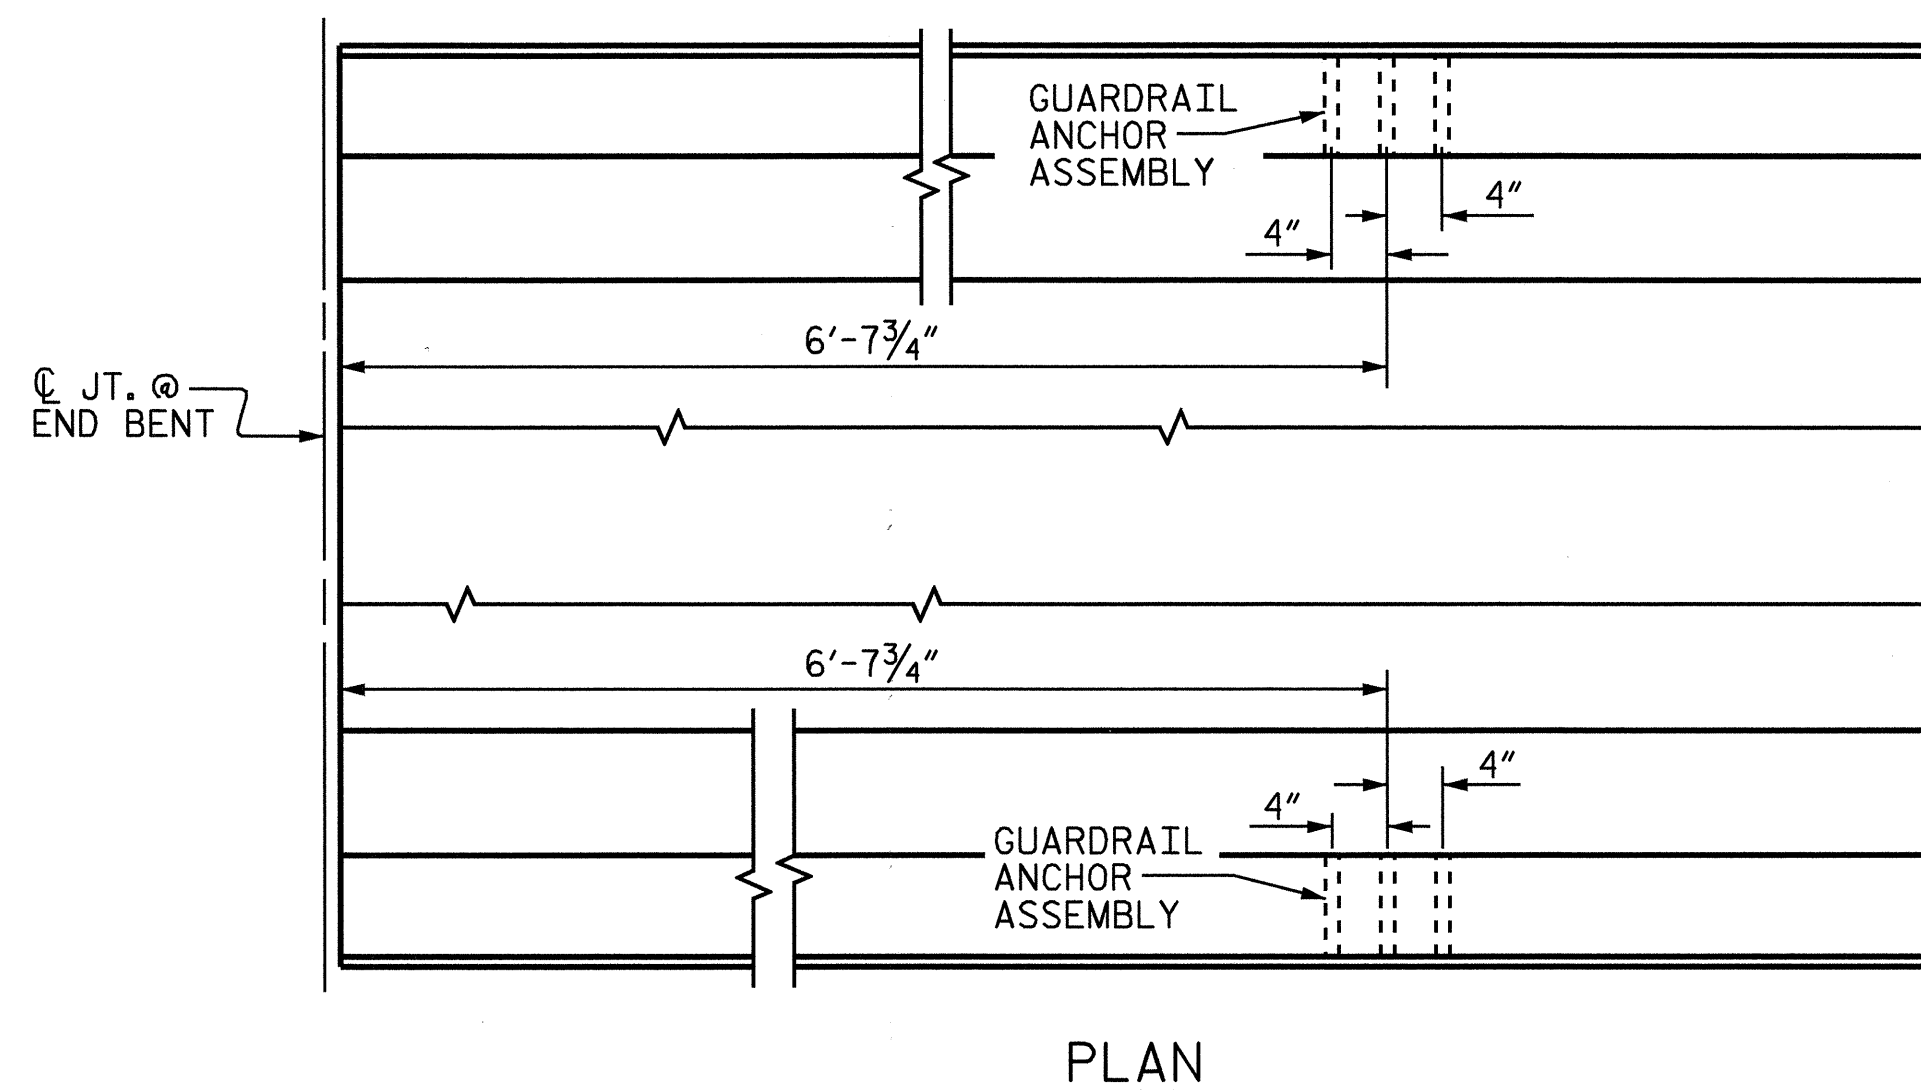 GUARDRAIL
ANCHOR
ASSEMBLY
4"
4"
6'-7¾"
℄ JT. @
END BENT
6'-7¾"
4"
4"
GUARDRAIL
ANCHOR
ASSEMBLY
PLAN